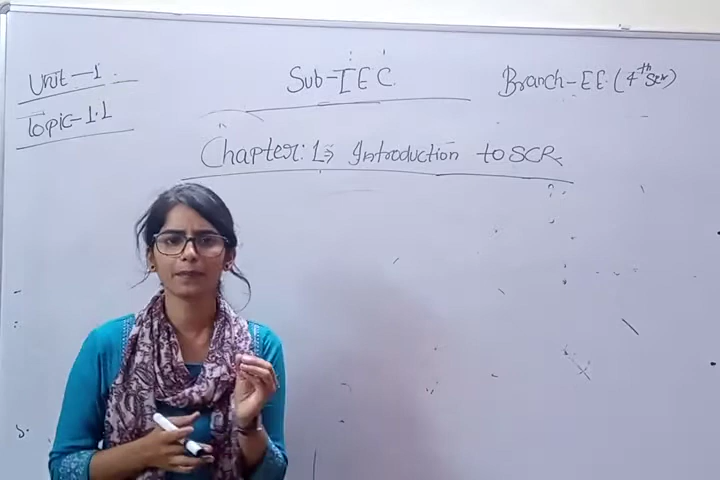 Unit-1
Sub-IEC
Branch-EE (4th Sem)
Topic-1.1
Chapter: 1 ⇒ Introduction to SCR